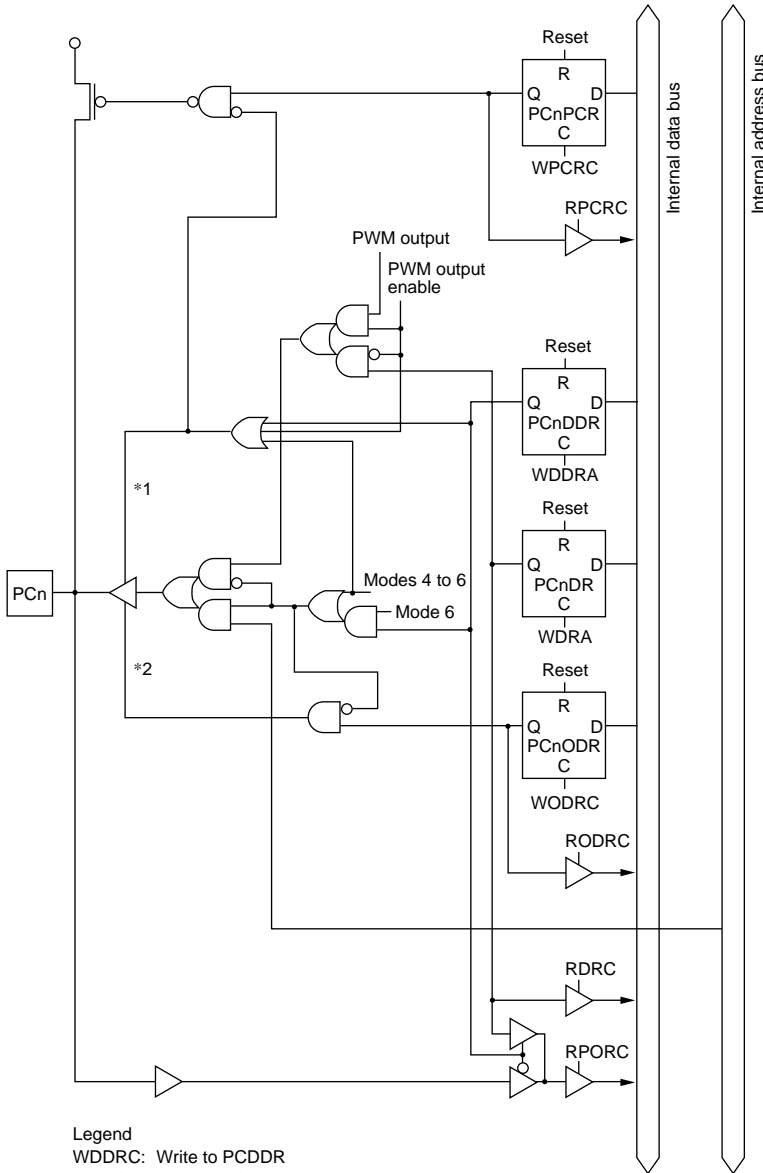 Reset
R
Q D
PCnPCR
C
WPCRC
Internal data bus
Internal address bus
RPCRC
PWM output
PWM output
enable
Reset
R
Q D
PCnDDR
C
WDDRA
*1
Reset
R
Q D
PCnDR
C
WDRA
Modes 4 to 6
Mode 6
PCn
*2
Reset
R
Q D
PCnODR
C
WODRC
RODRC
RDRC
RPORC
Legend
WDDRC: Write to PCDDR